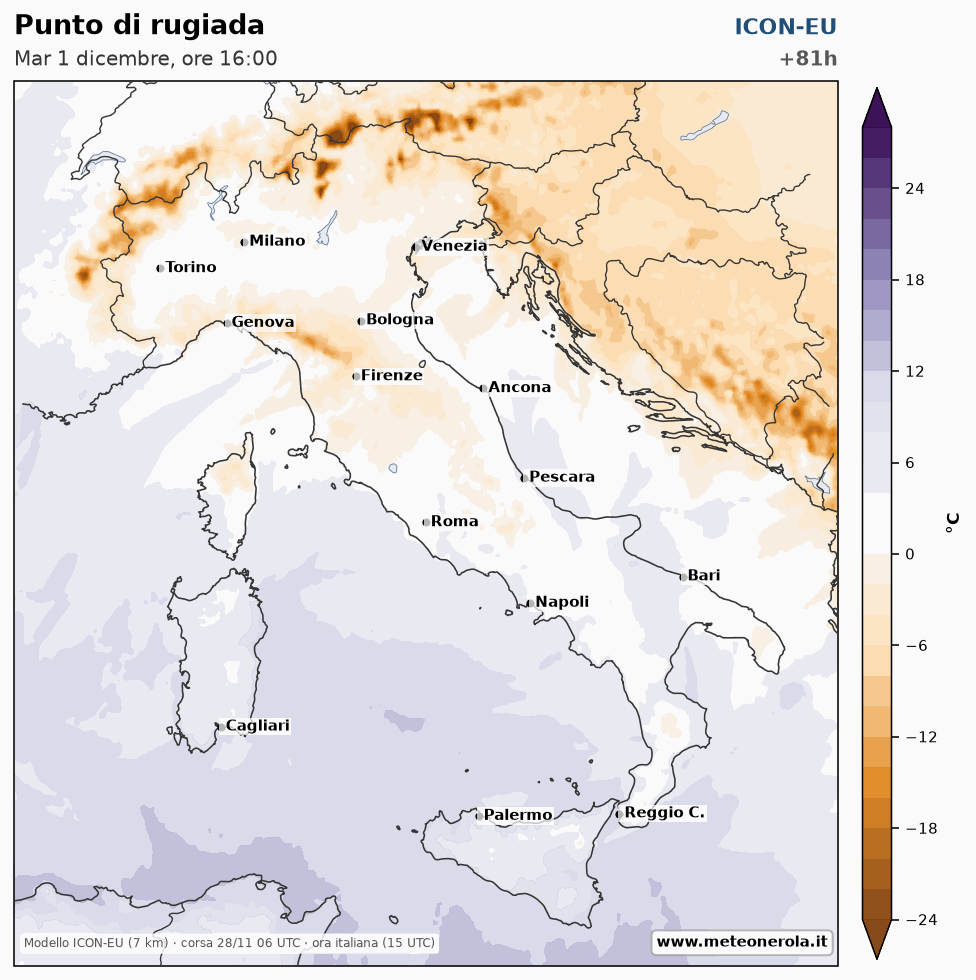 Punto di rugiada
ICON-EU
Mar 1 dicembre, ore 16:00
+81h
Milano
Venezia
Torino
Genova
Bologna
Firenze
Ancona
Pescara
Roma
Bari
Napoli
Cagliari
Palermo
Reggio C.
24
18
12
6
0
−6
−12
−18
−24
°C
Modello ICON-EU (7 km) · corsa 28/11 06 UTC · ora italiana (15 UTC)
www.meteonerola.it